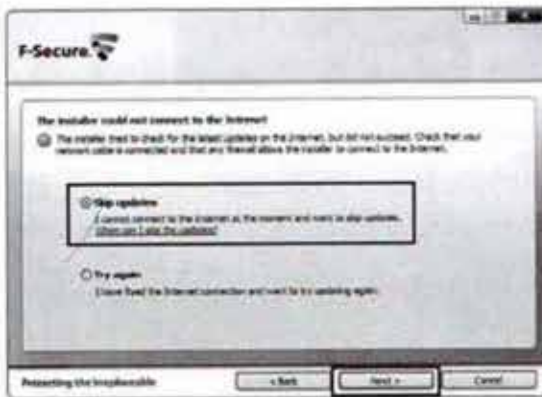 F-Secure.
The installer could not connect to the Internet
The installer tried to check for the latest updates on the Internet, but did not succeed. Check that your
network cable is connected and that any firewall allows the installer to connect to the Internet.
Skip updates
I cannot connect to the Internet at the moment and want to skip updates.
When can I skip the updates?
Try again
I have fixed the Internet connection and want to try updating again.
Protecting the irreplaceable
< Back
Next >
Cancel